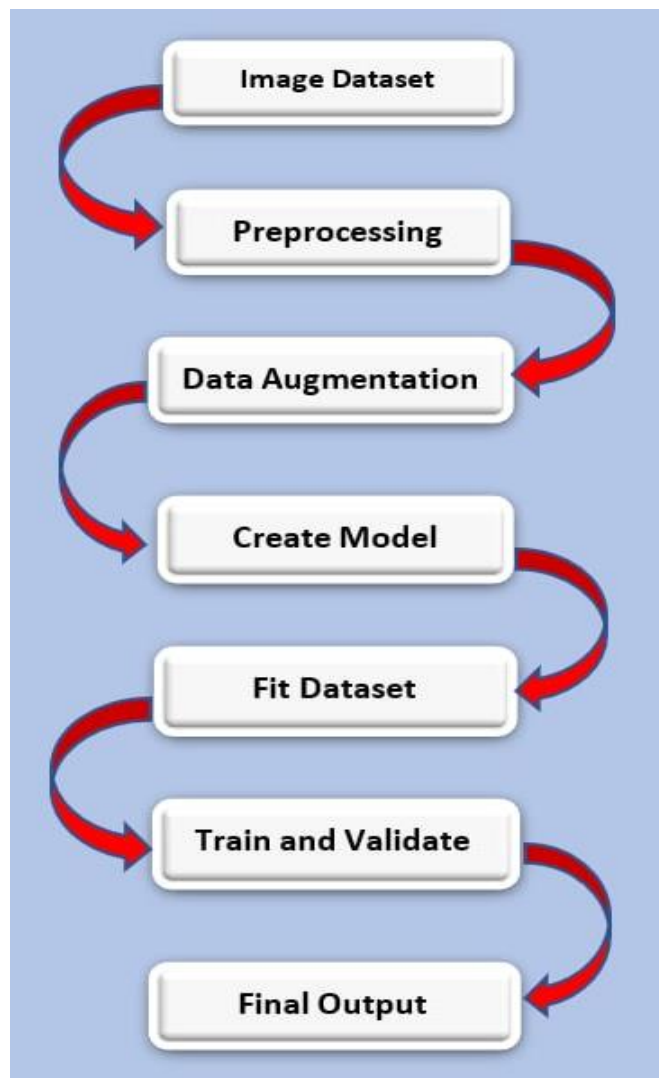 Image Dataset
Preprocessing
Data Augmentation
Create Model
Fit Dataset
Train and Validate
Final Output